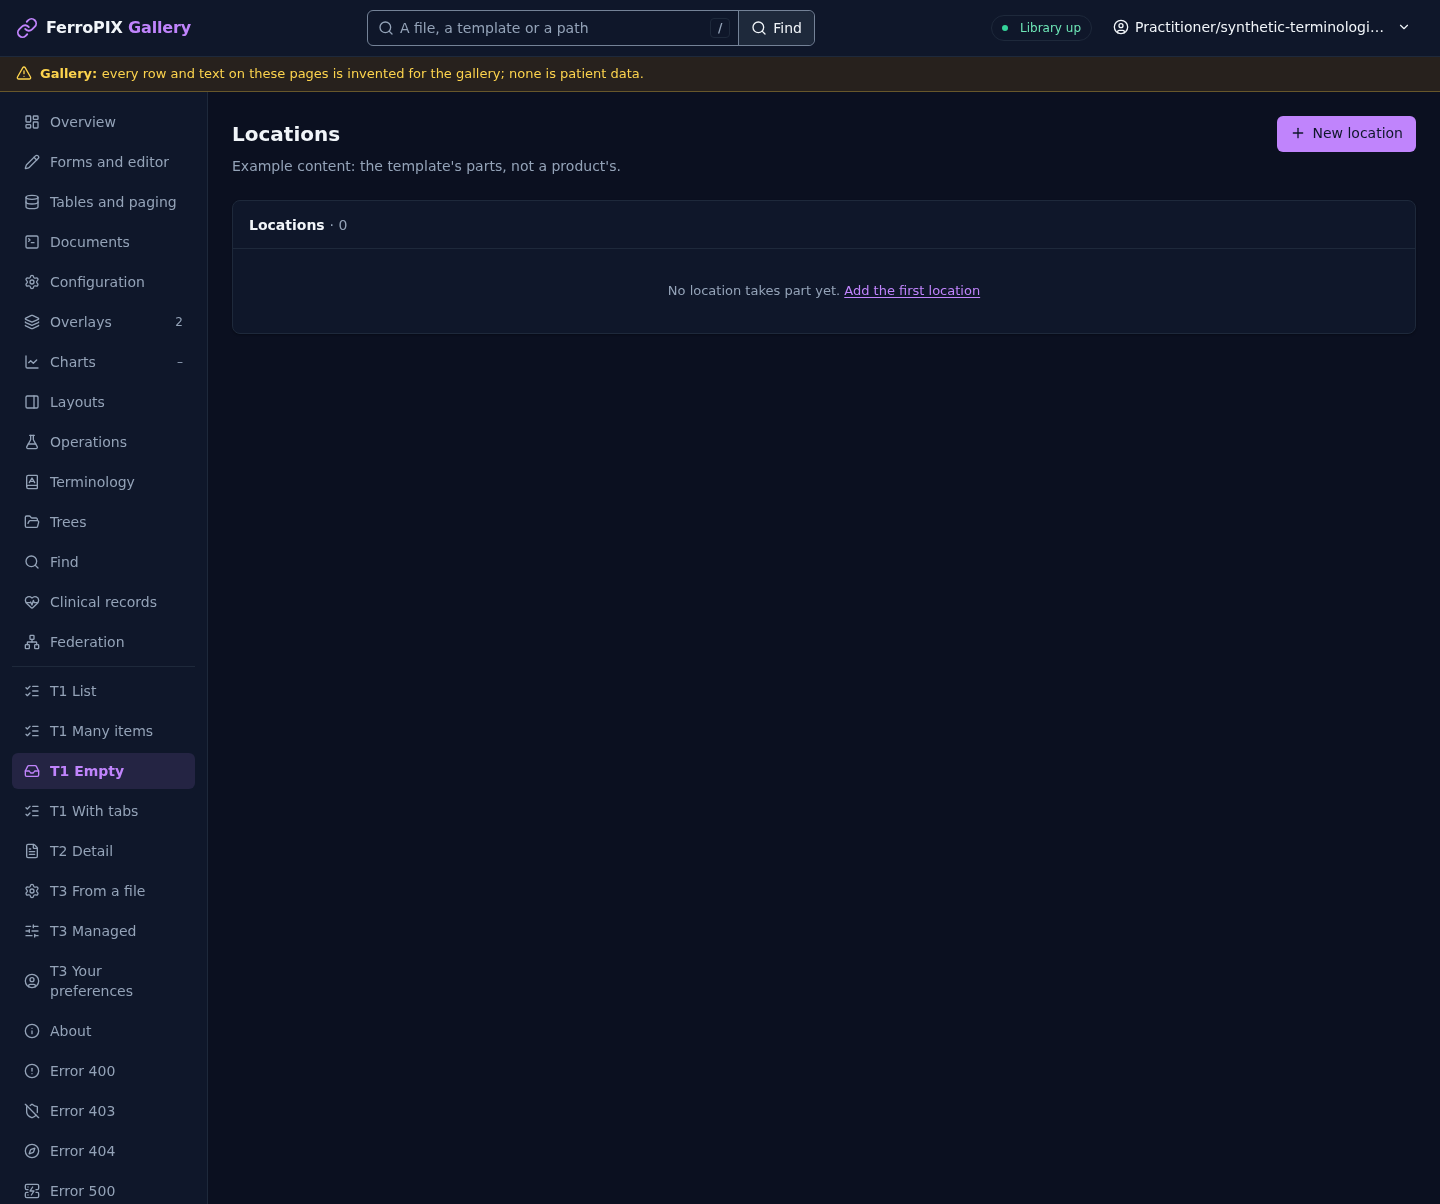 FerroPIX Gallery
A file, a template or a path
/
Find
Library up
Practitioner/synthetic-terminologi…
Gallery: every row and text on these pages is invented for the gallery; none is patient data.
Overview
Forms and editor
Tables and paging
Documents
Configuration
Overlays 2
Charts –
Layouts
Operations
Terminology
Trees
Find
Clinical records
Federation
T1 List
T1 Many items
T1 Empty
T1 With tabs
T2 Detail
T3 From a file
T3 Managed
T3 Your
preferences
About
Error 400
Error 403
Error 404
Error 500
Locations
New location
Example content: the template's parts, not a product's.
Locations · 0
No location takes part yet. Add the first location